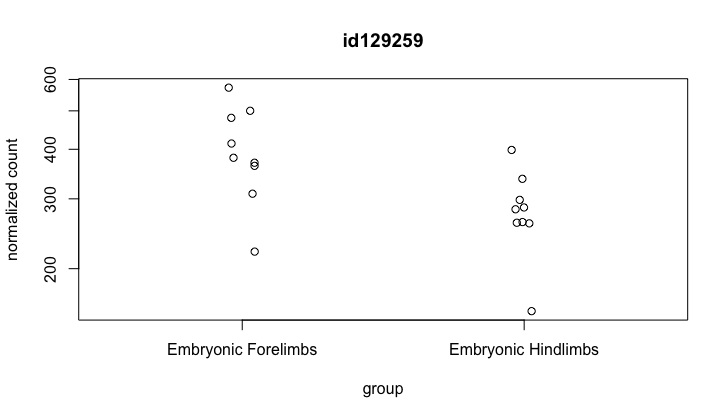 id129259
normalized count
600
400
300
200
Embryonic Forelimbs
Embryonic Hindlimbs
group